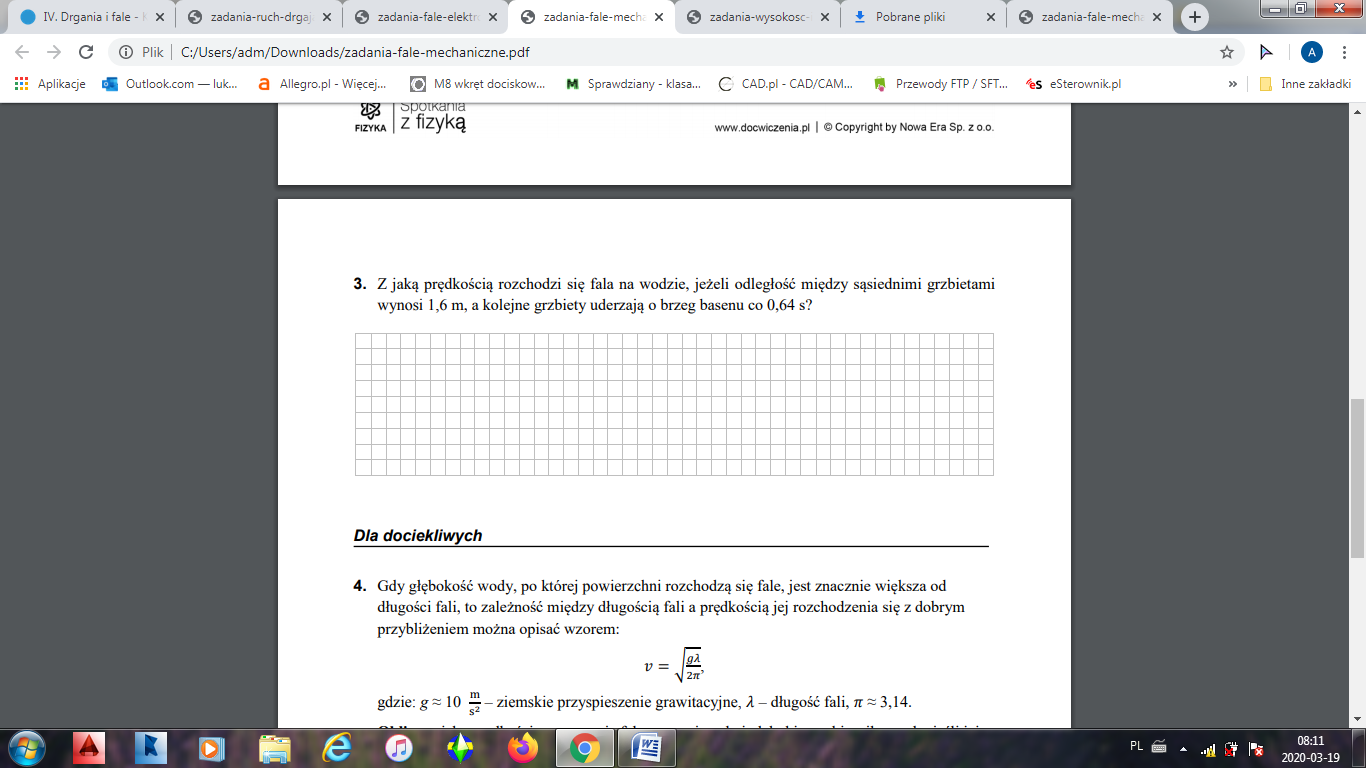 IV. Drgania i fale - K
zadania-ruch-drgaj
zadania-fale-elektro
zadania-fale-mecha
zadania-wysokosc-
Pobrane pliki
zadania-fale-mecha
Plik | C:/Users/adm/Downloads/zadania-fale-mechaniczne.pdf
A
Aplikacje
Outlook.com — luk...
Allegro.pl - Więcej...
M8 wkręt dociskow...
Sprawdziany - klasa...
CAD.pl - CAD/CAM...
Przewody FTP / SFT...
eSterownik.pl
»
Inne zakładki
Spotkania
FIZYKA z fizyką
www.docwiczenia.pl | © Copyright by Nowa Era Sp. z o.o.
3. Z jaką prędkością rozchodzi się fala na wodzie, jeżeli odległość między sąsiednimi grzbietami
wynosi 1,6 m, a kolejne grzbiety uderzają o brzeg basenu co 0,64 s?
Dla dociekliwych
4. Gdy głębokość wody, po której powierzchni rozchodzą się fale, jest znacznie większa od
długości fali, to zależność między długością fali a prędkością jej rozchodzenia się z dobrym
przybliżeniem można opisać wzorem:
v = √(gλ/2π),
gdzie: g ≈ 10 m/s² – ziemskie przyspieszenie grawitacyjne, λ – długość fali, π ≈ 3,14.
PL
08:11
2020-03-19